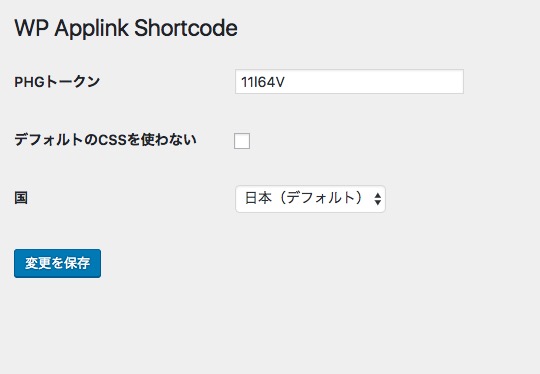 WP Applink Shortcode
PHGトークン
11l64V
デフォルトのCSSを使わない
国
日本（デフォルト）
変更を保存